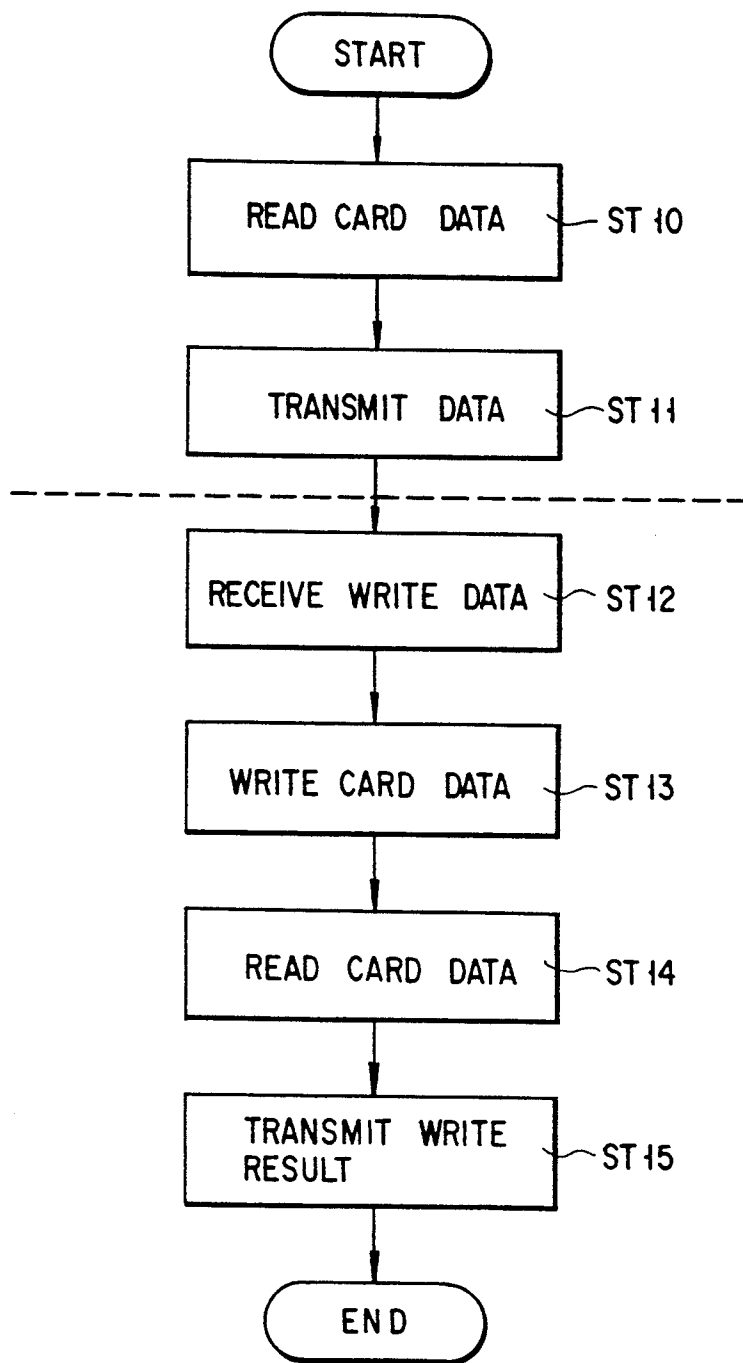 START
READ CARD DATA
ST 10
TRANSMIT DATA
ST 11
RECEIVE WRITE DATA
ST 12
WRITE CARD DATA
ST 13
READ CARD DATA
ST 14
TRANSMIT WRITE
RESULT
ST 15
END